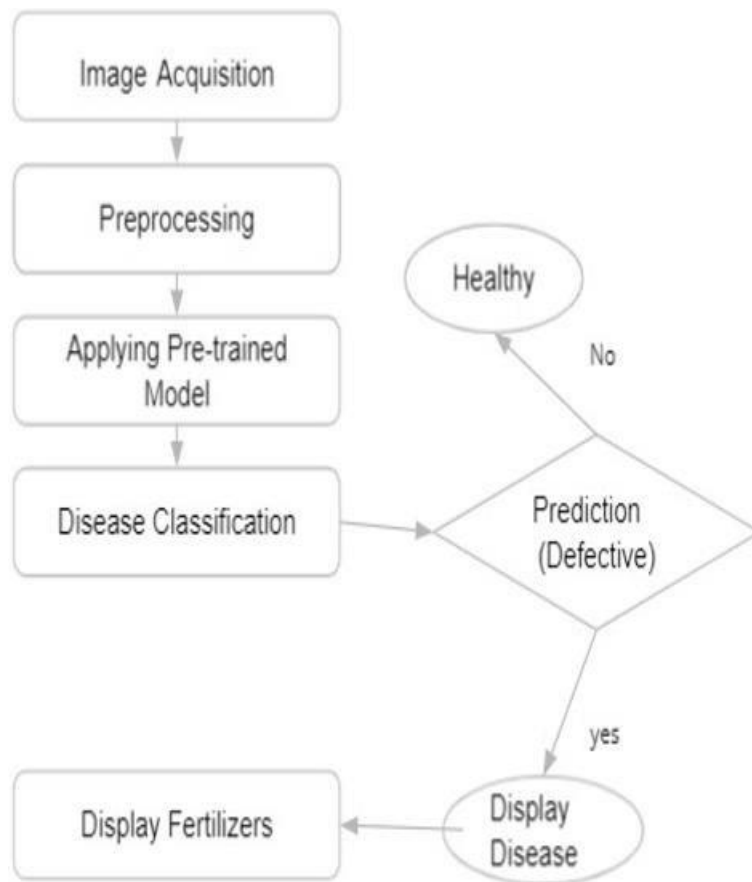 Image Acquisition
Preprocessing
Healthy
Applying Pre-trained
Model
No
Disease Classification
Prediction
(Defective)
yes
Display Fertilizers
Display
Disease